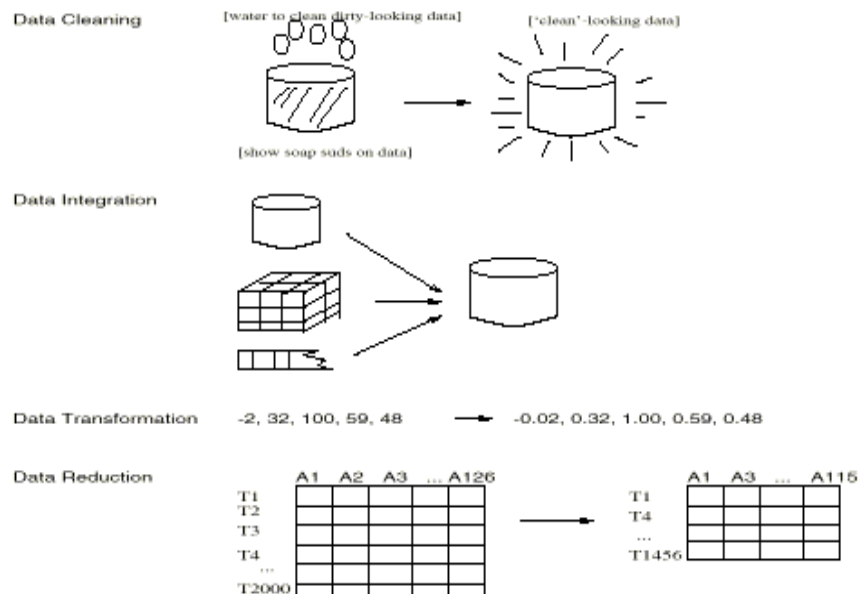 Data Cleaning
[water to clean dirty-looking data]
['clean'-looking data]
[show soap suds on data]
Data Integration
Data Transformation
-2, 32, 100, 59, 48
-0.02, 0.32, 1.00, 0.59, 0.48
Data Reduction
A1 A2 A3 ... A126
T1
T2
T3
T4
...
T2000
A1 A3 ... A115
T1
T4
...
T1456